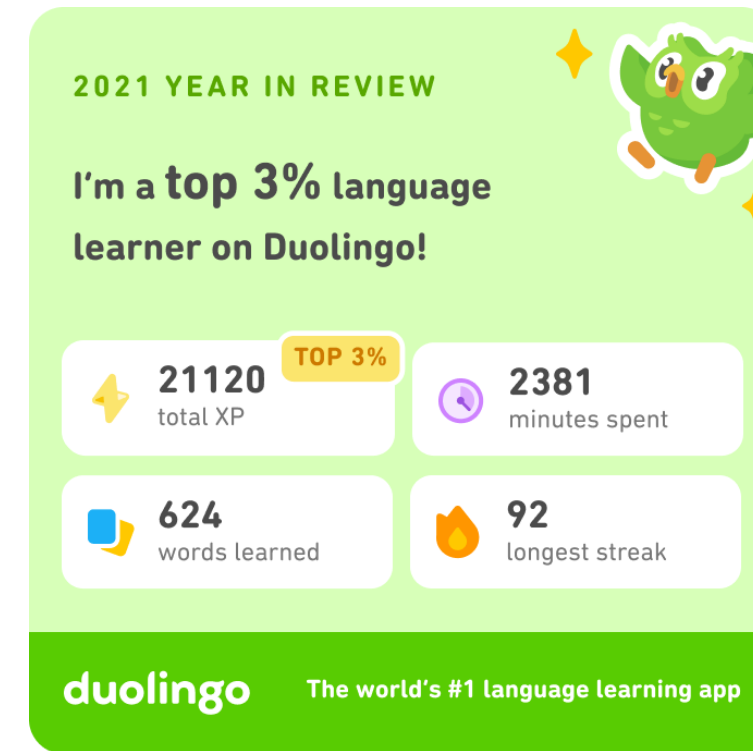 2021 YEAR IN REVIEW
I'm a top 3% language
learner on Duolingo!
TOP 3%
21120
total XP
2381
minutes spent
624
words learned
92
longest streak
duolingo
The world's #1 language learning app